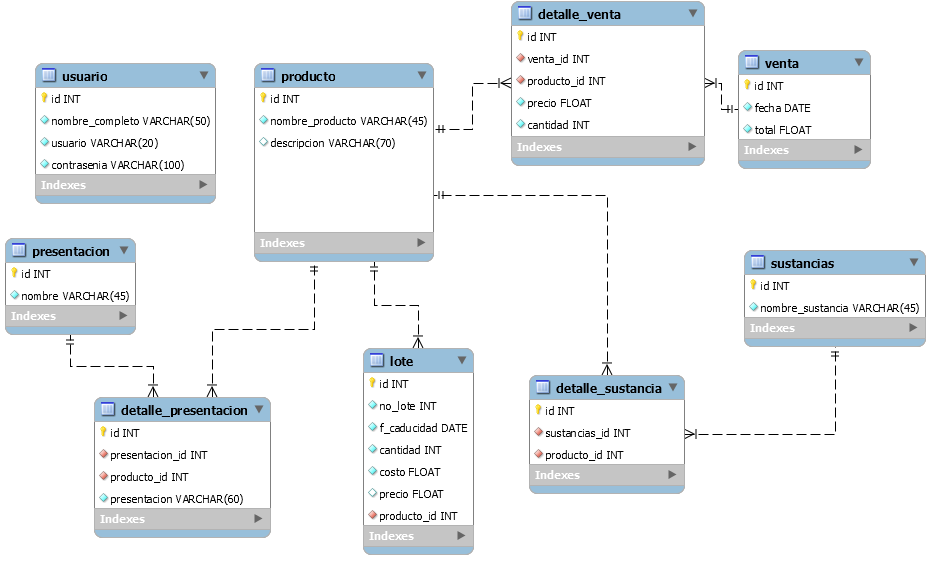 usuario
id INT
nombre_completo VARCHAR(50)
usuario VARCHAR(20)
contrasenia VARCHAR(100)
Indexes
producto
id INT
nombre_producto VARCHAR(45)
descripcion VARCHAR(70)
Indexes
detalle_venta
id INT
venta_id INT
producto_id INT
precio FLOAT
cantidad INT
Indexes
venta
id INT
fecha DATE
total FLOAT
Indexes
presentacion
id INT
nombre VARCHAR(45)
Indexes
sustancias
id INT
nombre_sustancia VARCHAR(45)
Indexes
detalle_presentacion
id INT
presentacion_id INT
producto_id INT
presentacion VARCHAR(60)
Indexes
lote
id INT
no_lote INT
f_caducidad DATE
cantidad INT
costo FLOAT
precio FLOAT
producto_id INT
Indexes
detalle_sustancia
id INT
sustancias_id INT
producto_id INT
Indexes